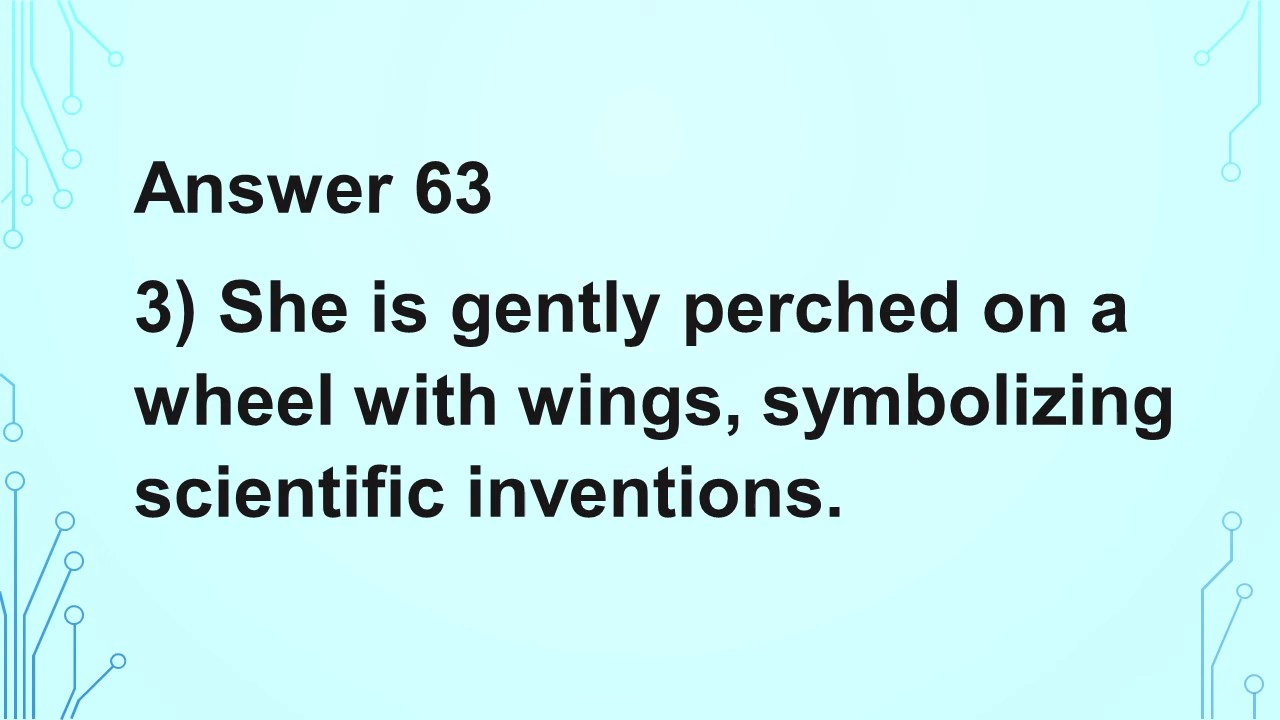 Answer 63
3) She is gently perched on a
wheel with wings, symbolizing
scientific inventions.